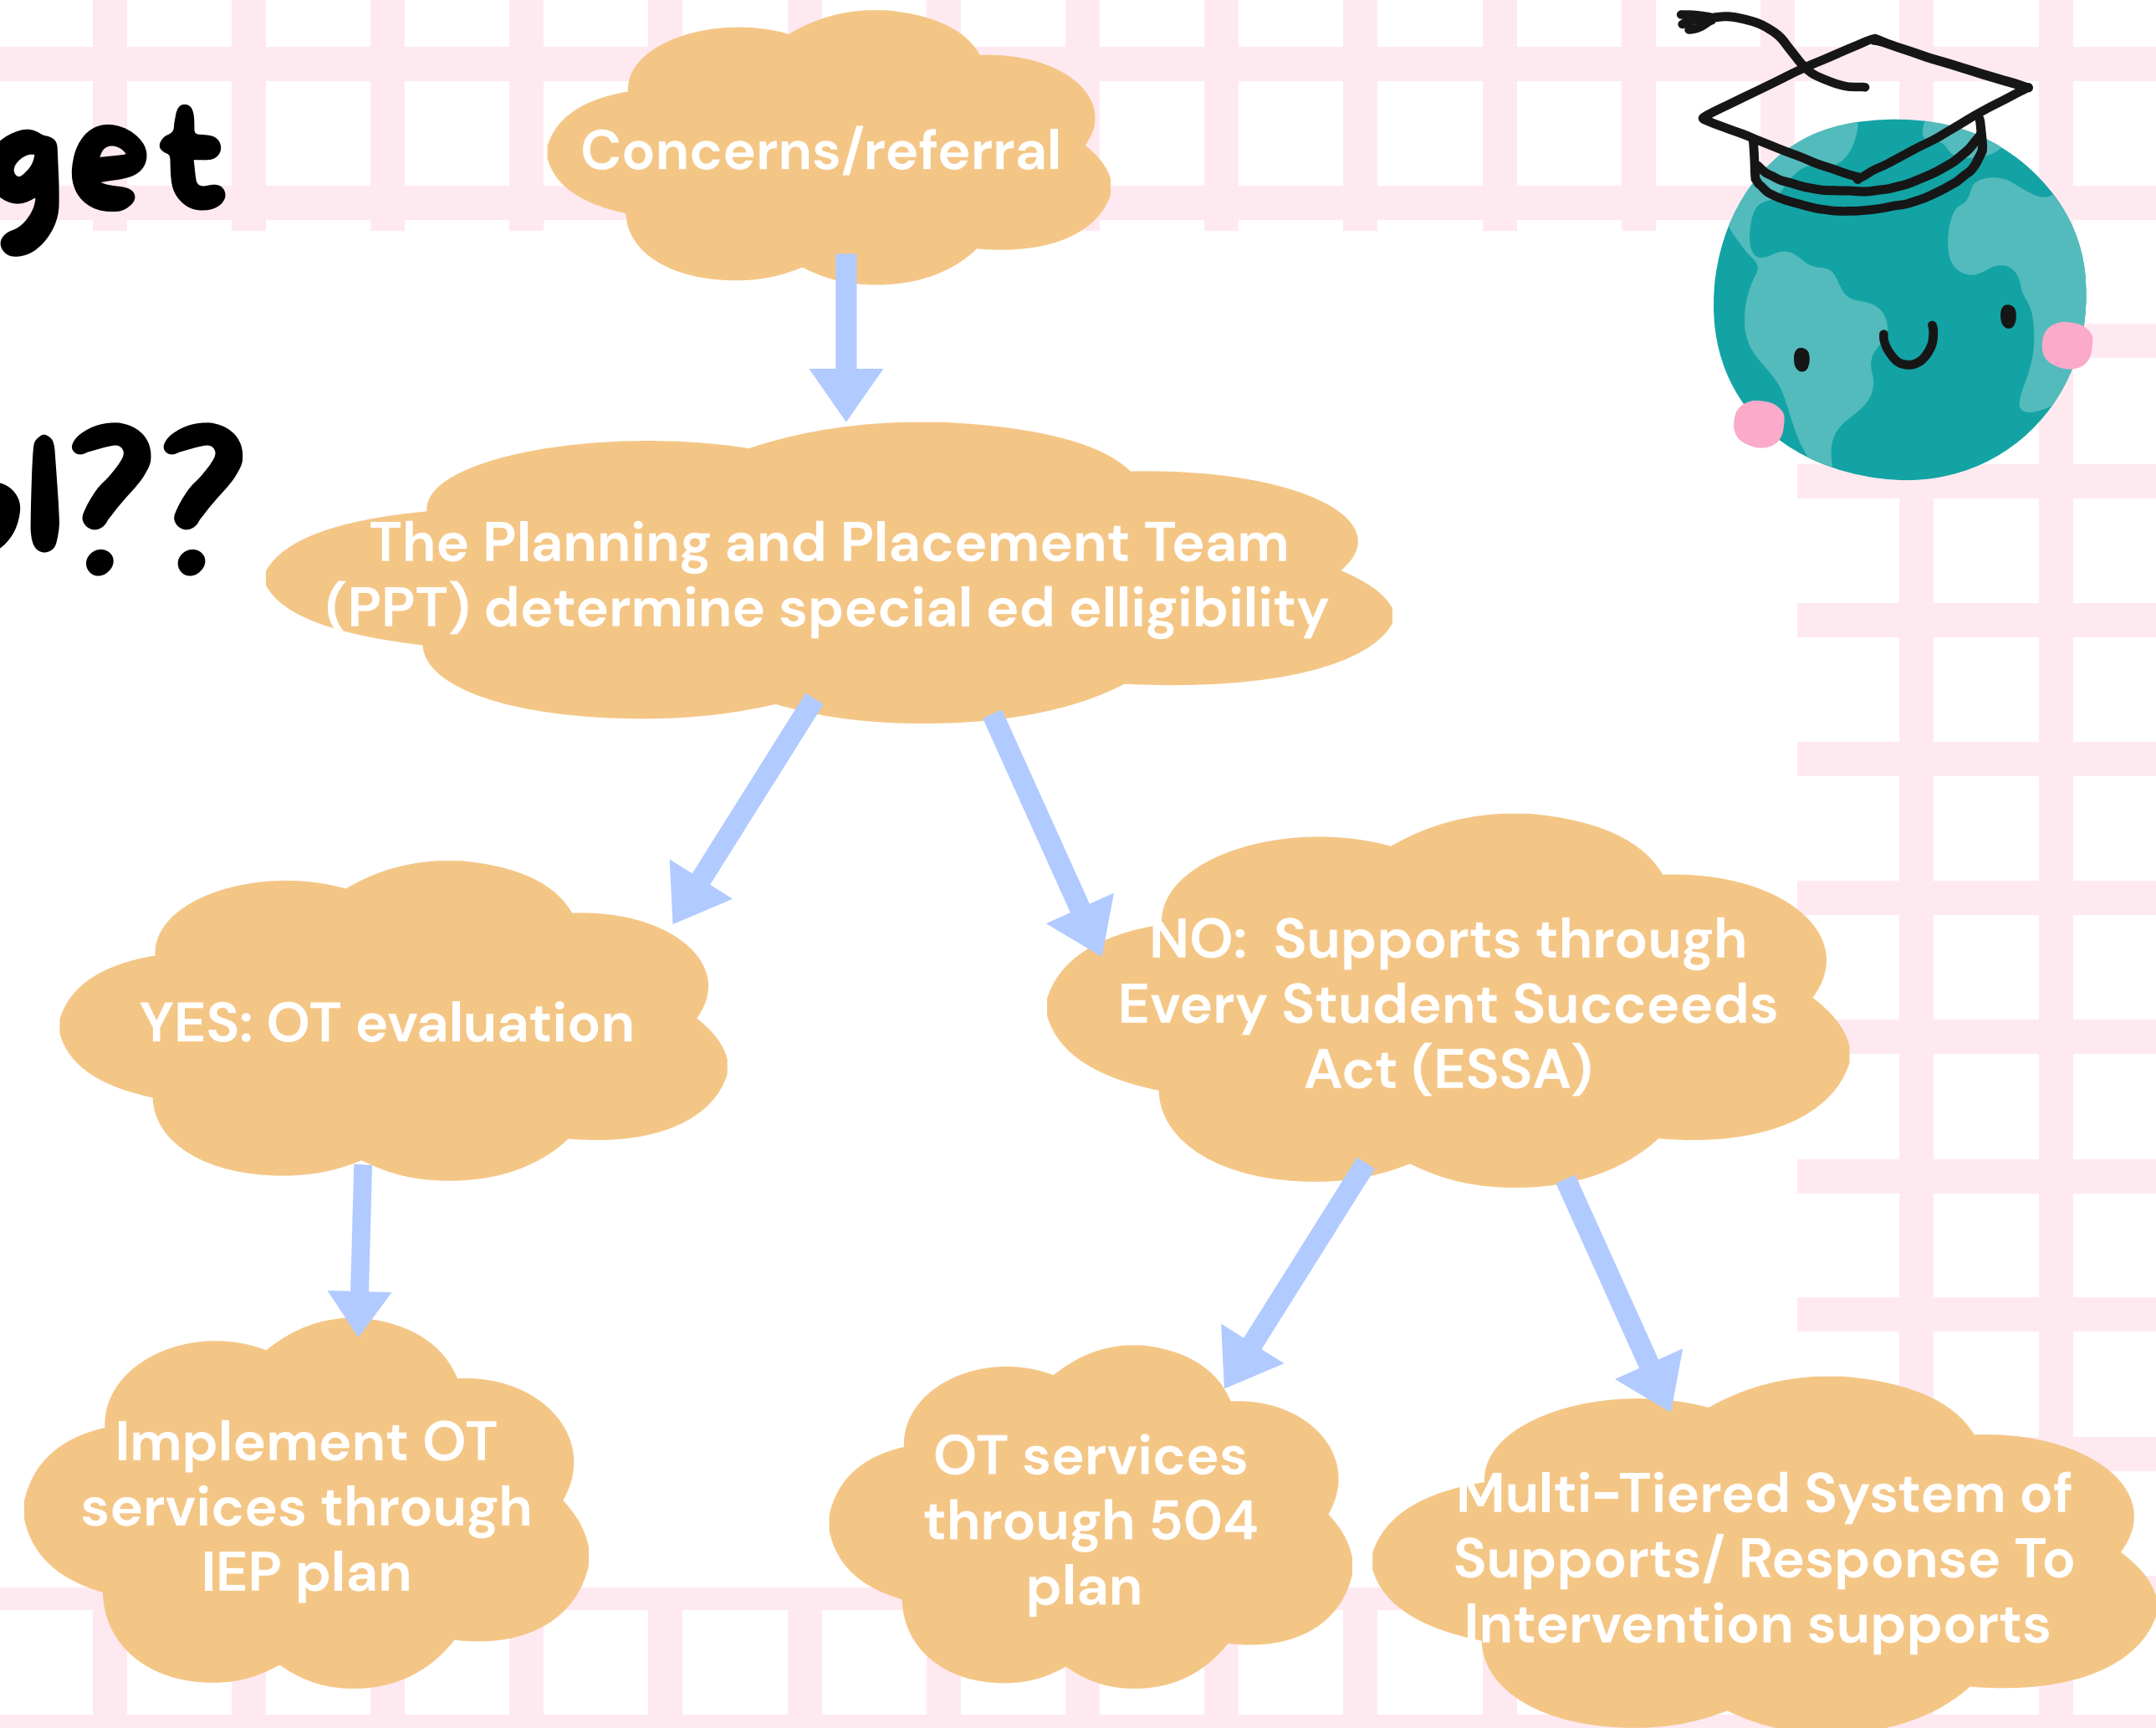 get
!??
Concerns/referral
The Planning and Placement Team
(PPT) determine special ed elligibility
YES: OT evaluation
NO: Supports through
Every Student Succeeds
Act (ESSA)
Implement OT
services through
IEP plan
OT services
through 504
plan
Multi-Tiered System of
Supports/ Response To
Intervention supports